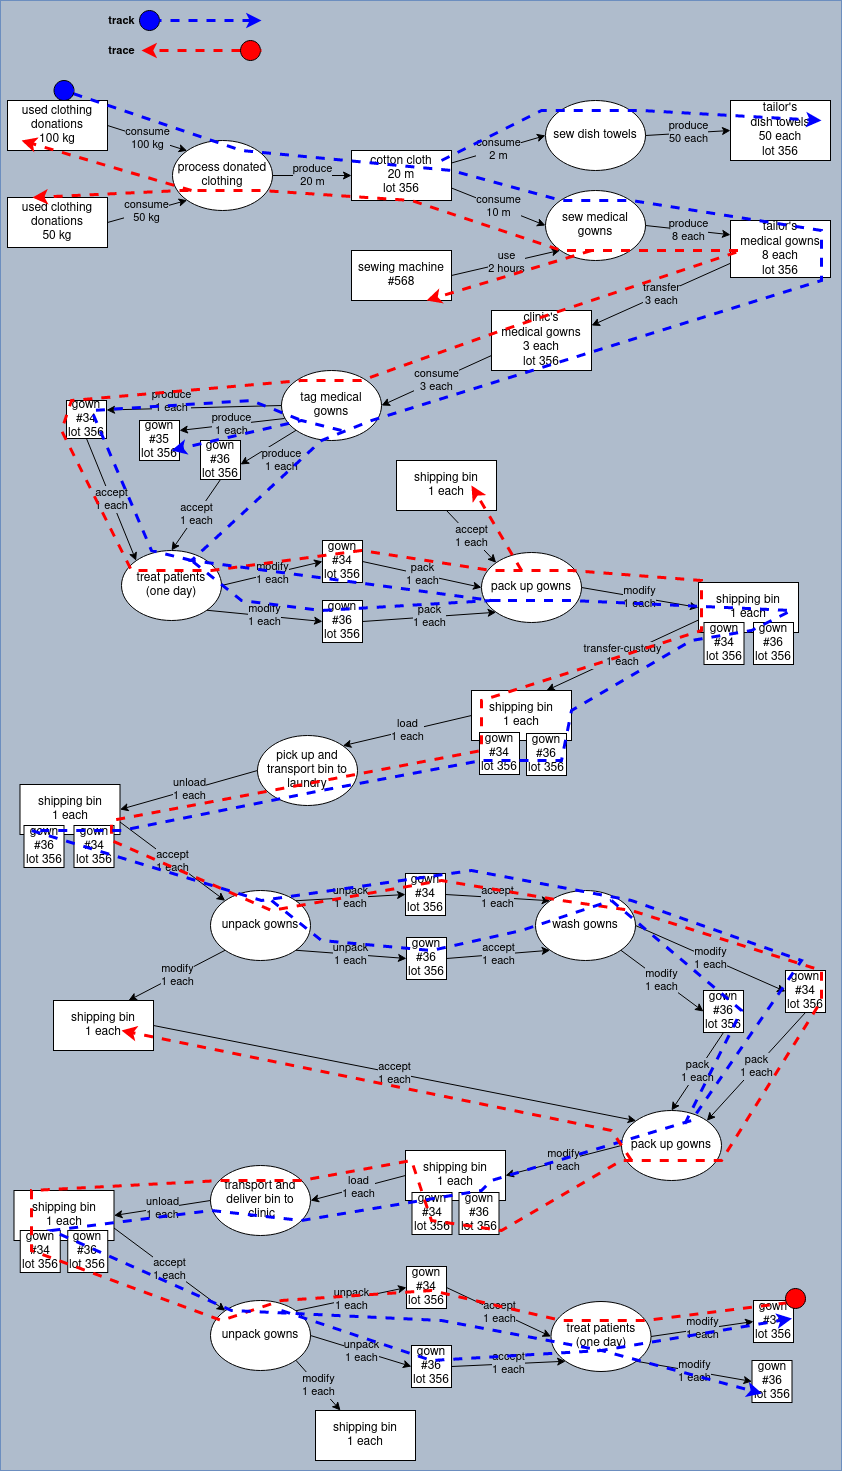 track
trace
used clothing
donations
100 kg
consume
100 kg
process donated
clothing
used clothing
donations
50 kg
consume
50 kg
produce
20 m
cotton cloth
20 m
lot 356
consume
2 m
sew dish towels
produce
50 each
tailor's
dish towels
50 each
lot 356
consume
10 m
sew medical
gowns
produce
8 each
tailor's
medical gowns
8 each
lot 356
sewing machine
#568
use
2 hours
transfer
3 each
clinic's
medical gowns
3 each
lot 356
consume
3 each
tag medical
gowns
produce
1 each
gown
#34
lot 356
produce
1 each
gown
#35
lot 356
produce
1 each
gown
#36
lot 356
accept
1 each
accept
1 each
treat patients
(one day)
modify
1 each
gown
#34
lot 356
modify
1 each
gown
#36
lot 356
shipping bin
1 each
accept
1 each
pack
1 each
pack
1 each
pack up gowns
modify
1 each
shipping bin
1 each
gown
#34
lot 356
gown
#36
lot 356
transfer-custody
1 each
shipping bin
1 each
gown
#34
lot 356
gown
#36
lot 356
load
1 each
pick up and
transport bin to
laundry
unload
1 each
shipping bin
1 each
gown
#36
lot 356
gown
#34
lot 356
accept
1 each
unpack gowns
unpack
1 each
gown
#34
lot 356
accept
1 each
unpack
1 each
gown
#36
lot 356
accept
1 each
wash gowns
modify
1 each
gown
#34
lot 356
modify
1 each
gown
#36
lot 356
modify
1 each
shipping bin
1 each
accept
1 each
pack
1 each
pack
1 each
pack up gowns
modify
1 each
shipping bin
1 each
gown
#34
lot 356
gown
#36
lot 356
load
1 each
transport and
deliver bin to
clinic
unload
1 each
shipping bin
1 each
gown
#34
lot 356
gown
#36
lot 356
accept
1 each
unpack gowns
unpack
1 each
gown
#34
lot 356
accept
1 each
unpack
1 each
gown
#36
lot 356
accept
1 each
treat patients
(one day)
modify
1 each
gown
#34
lot 356
modify
1 each
gown
#36
lot 356
modify
1 each
shipping bin
1 each